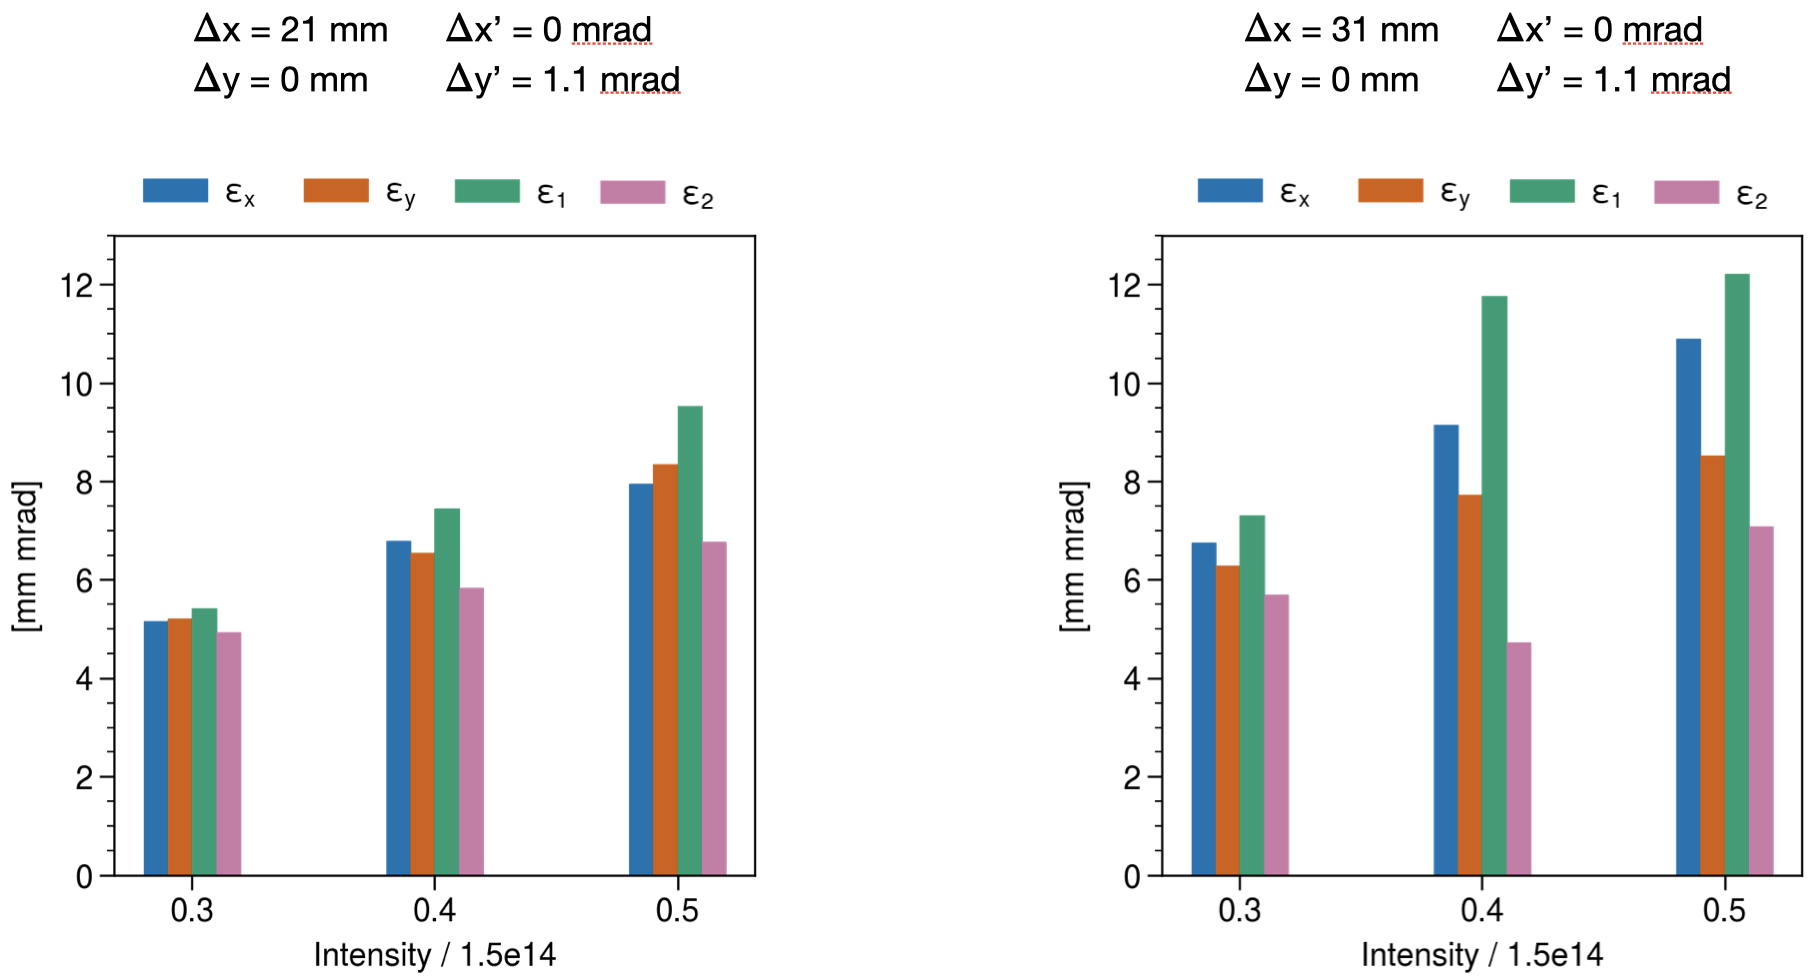 Δx = 21 mm Δx’ = 0 mrad
Δy = 0 mm Δy’ = 1.1 mrad
εx εy ε1 ε2
12
10
8
6
4
2
0
[mm mrad]
0.3 0.4 0.5
Intensity / 1.5e14
Δx = 31 mm Δx’ = 0 mrad
Δy = 0 mm Δy’ = 1.1 mrad
εx εy ε1 ε2
12
10
8
6
4
2
0
[mm mrad]
0.3 0.4 0.5
Intensity / 1.5e14